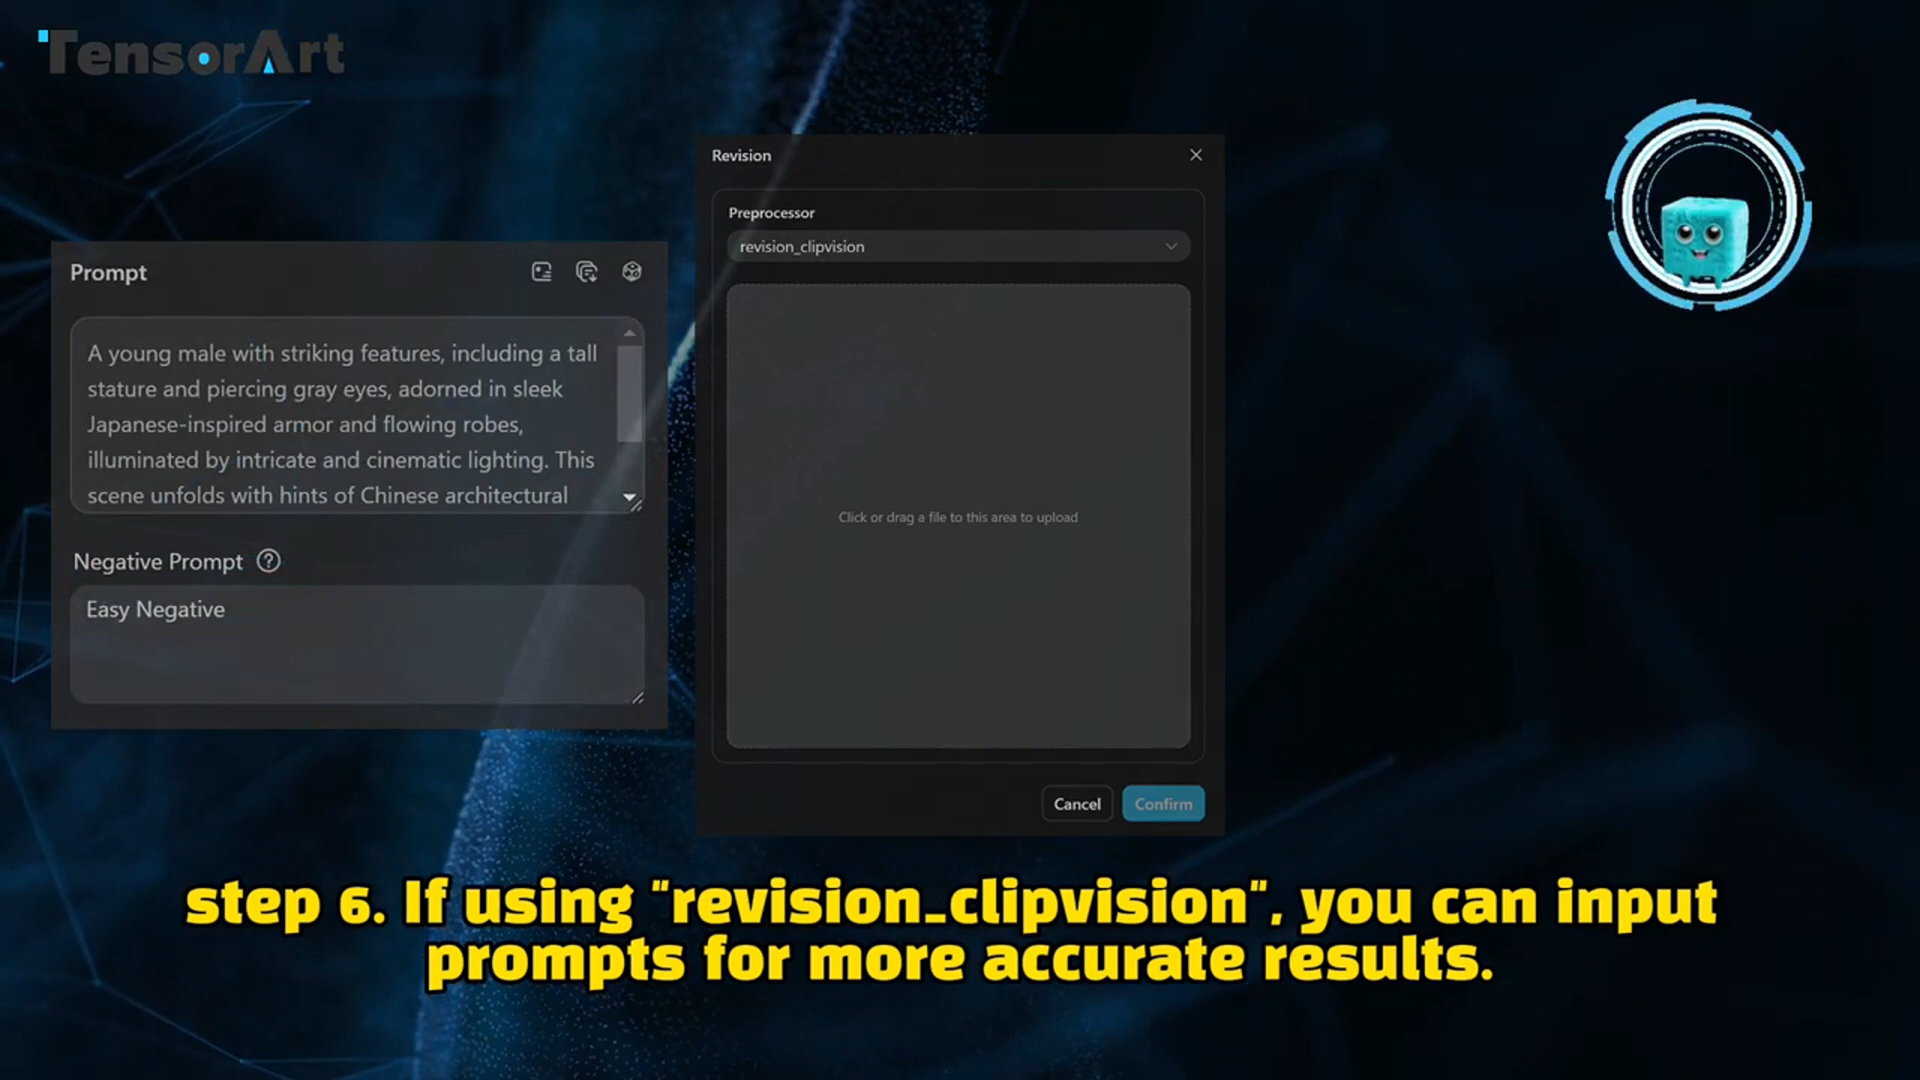 TensorArt
Revision
Preprocessor
revision_clipvision
Prompt
A young male with striking features, including a tall
stature and piercing gray eyes, adorned in sleek
Japanese-inspired armor and flowing robes,
illuminated by intricate and cinematic lighting. This
scene unfolds with hints of Chinese architectural
Negative Prompt ?
Easy Negative
Click or drag a file to this area to upload
Cancel
Confirm
step 6. If using "revision_clipvision", you can input
prompts for more accurate results.